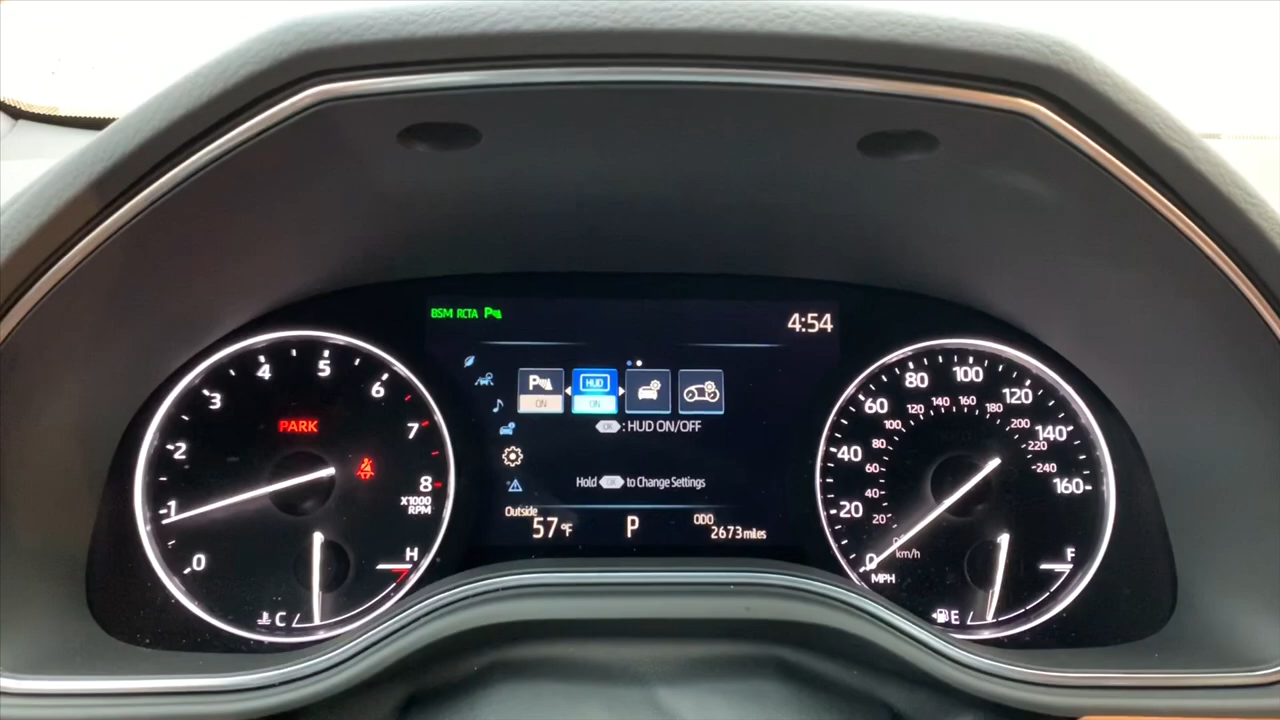 BSM RCTA P
4:54
P HUD
ON ON
OK : HUD ON/OFF
Hold OK to Change Settings
Outside
57 °F
P
ODO
2673 miles
0
1
2
3
4
5
6
7
8
X1000
RPM
PARK
H
C
0
20
40
60
80
100
120
140
160
20
40
60
80
100
120
140
160
180
200
220
240
km/h
MPH
F
E